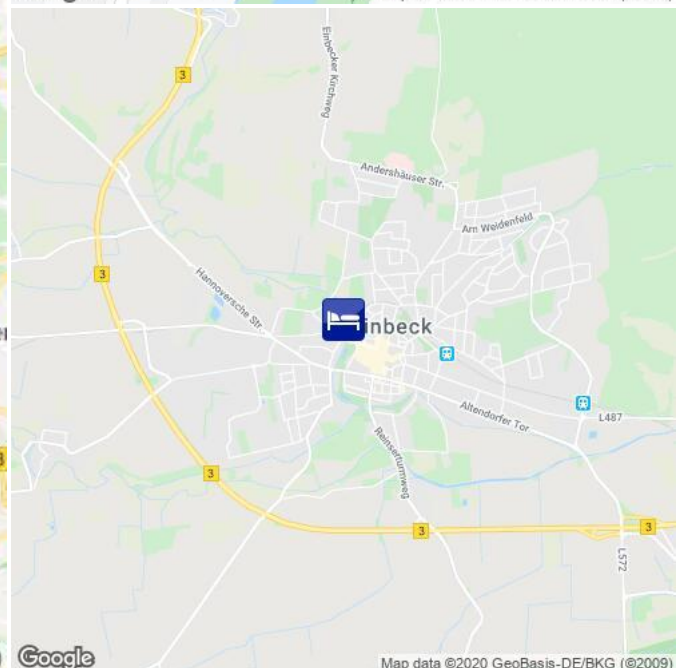 3
Einbecker Kirchweg
Andershäuser Str.
Am Weidenfeld
3
Hannoversche Str.
inbeck
Altendorfer Tor
L487
Reinserturmweg
3
3
3
L572
Google
Map data ©2020 GeoBasis-DE/BKG (©2009)